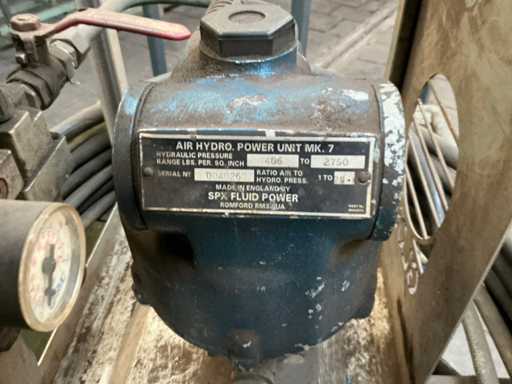 AIR HYDRO. POWER UNIT MK. 7
HYDRAULIC PRESSURE
RANGE LBS. PER. SQ. INCH 406 TO 2750
SERIAL Nº RATIO AIR TO
HYDRO PRESS. 1 TO
MADE IN ENGLAND BY
SPX FLUID POWER
ROMFORD